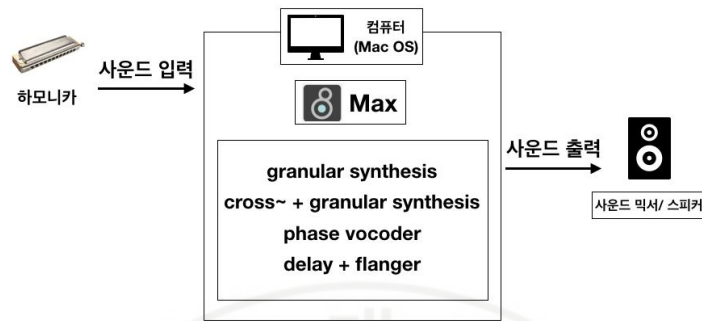 하모니카
사운드 입력
컴퓨터
(Mac OS)
Max
granular synthesis
cross~ + granular synthesis
phase vocoder
delay + flanger
사운드 출력
사운드 믹서/ 스피커